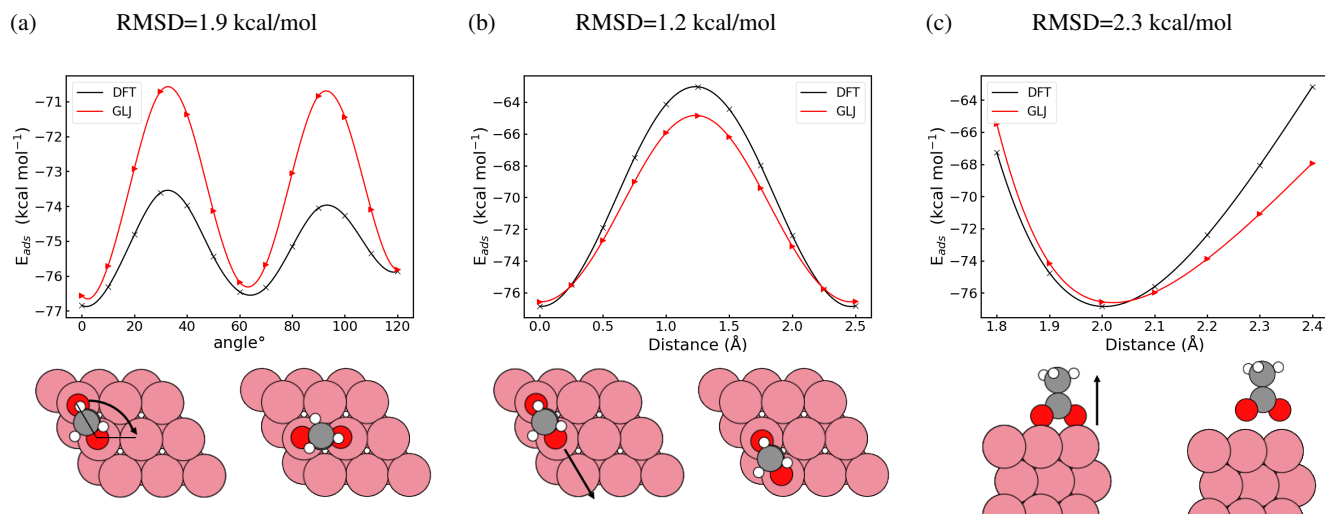 (a) RMSD=1.9 kcal/mol
DFT
GLJ
−71
−72
−73
−74
−75
−76
−77
E_ads (kcal mol⁻¹)
0 20 40 60 80 100 120
angle°
(b) RMSD=1.2 kcal/mol
DFT
GLJ
−64
−66
−68
−70
−72
−74
−76
E_ads (kcal mol⁻¹)
0.0 0.5 1.0 1.5 2.0 2.5
Distance (Å)
(c) RMSD=2.3 kcal/mol
DFT
GLJ
−64
−66
−68
−70
−72
−74
−76
E_ads (kcal mol⁻¹)
1.8 1.9 2.0 2.1 2.2 2.3 2.4
Distance (Å)